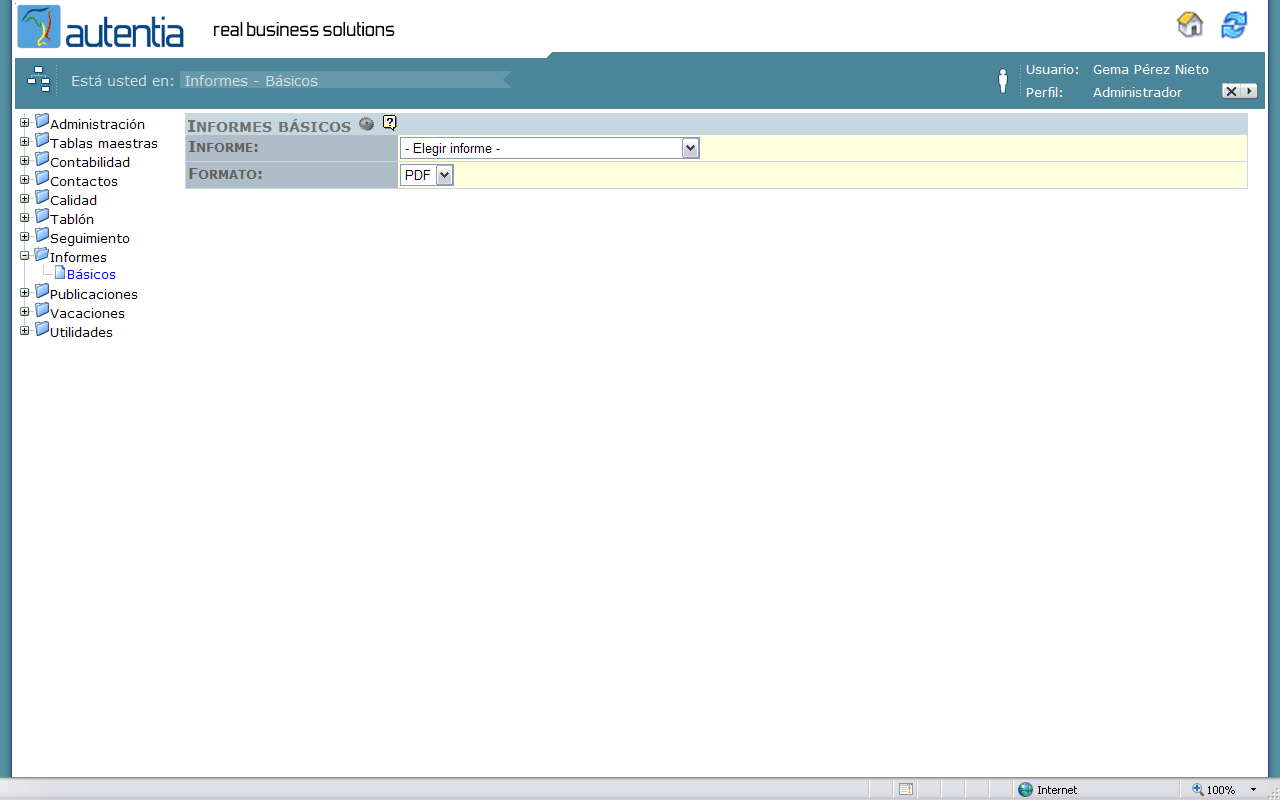 autentia real business solutions
Está usted en: Informes - Básicos
Usuario: Gema Pérez Nieto
Perfil: Administrador
Administración
Tablas maestras
Contabilidad
Contactos
Calidad
Tablón
Seguimiento
Informes
Básicos
Publicaciones
Vacaciones
Utilidades
INFORMES BÁSICOS ?
INFORME: - Elegir informe -
FORMATO: PDF
Internet 100%